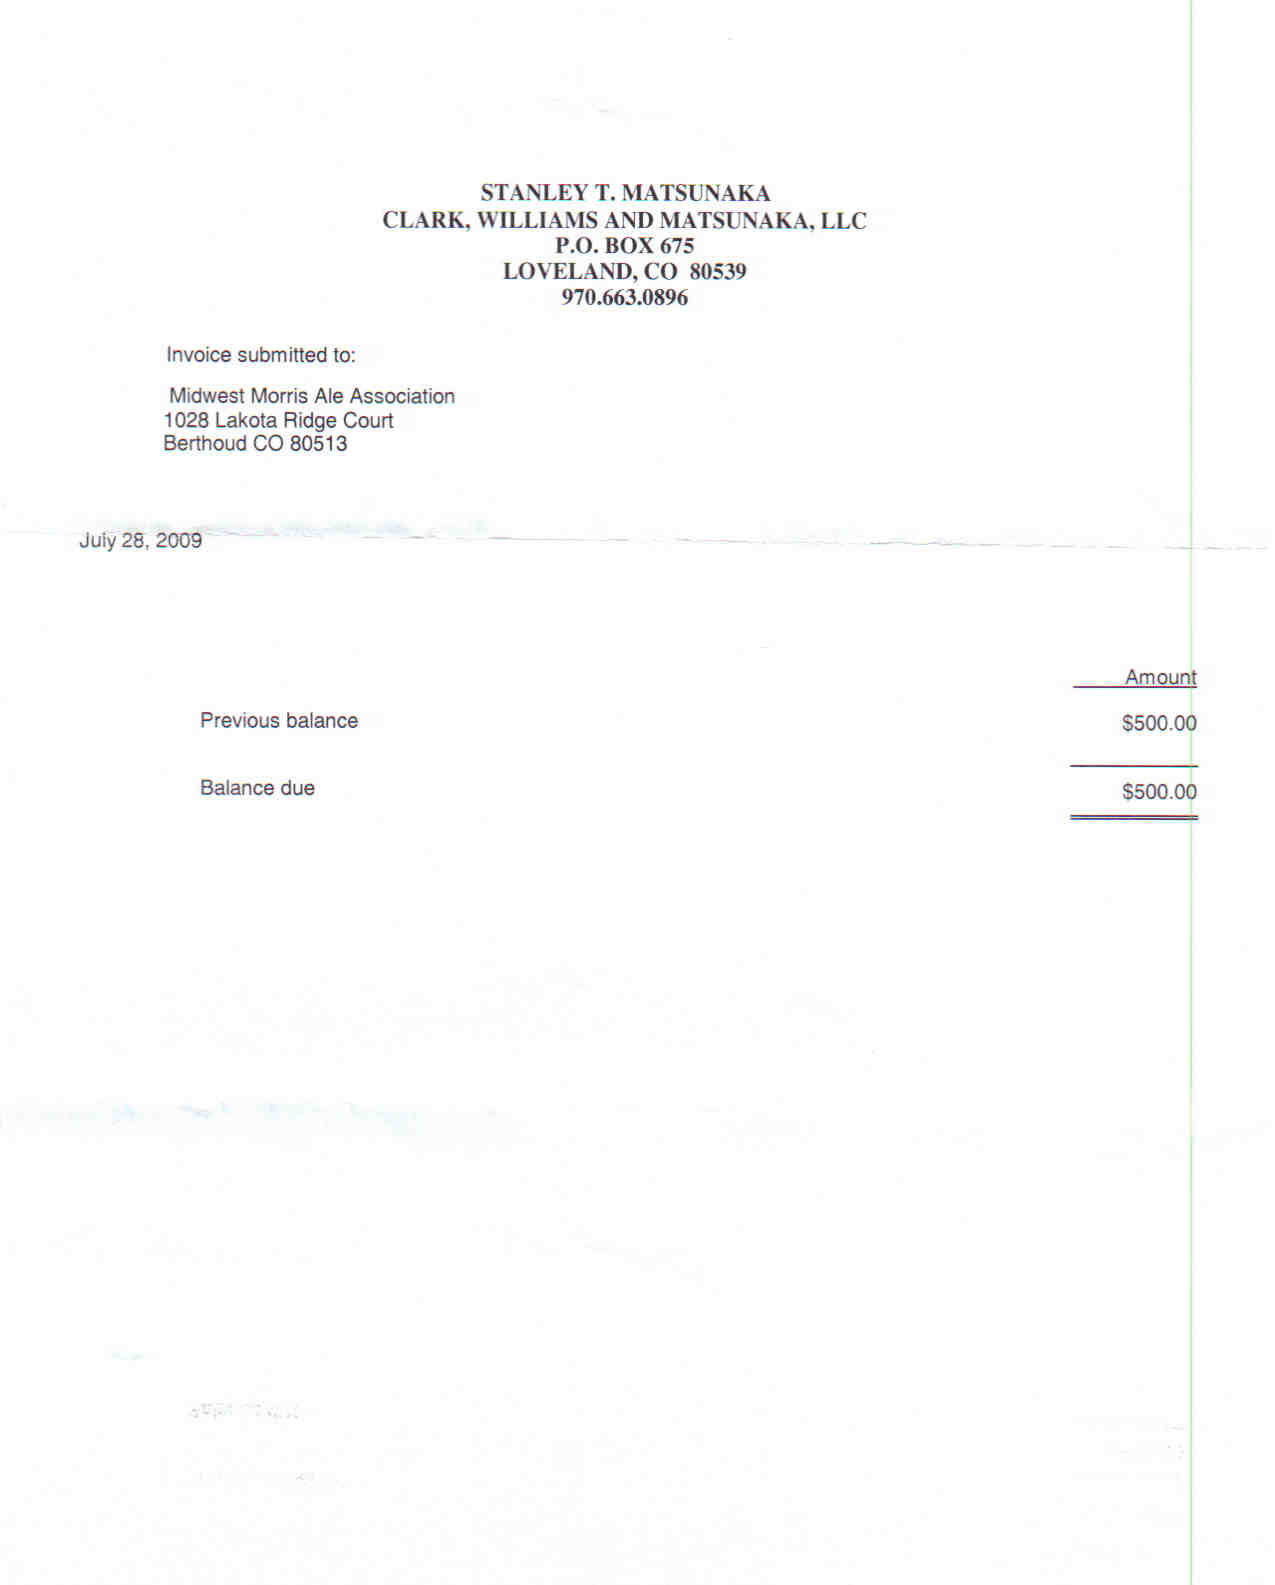 STANLEY T. MATSUNAKA
CLARK, WILLIAMS AND MATSUNAKA, LLC
P.O. BOX 675
LOVELAND, CO 80539
970.663.0896
Invoice submitted to:
Midwest Morris Ale Association
1028 Lakota Ridge Court
Berthoud CO 80513
July 28, 2009
Amount
Previous balance $500.00
Balance due $500.00